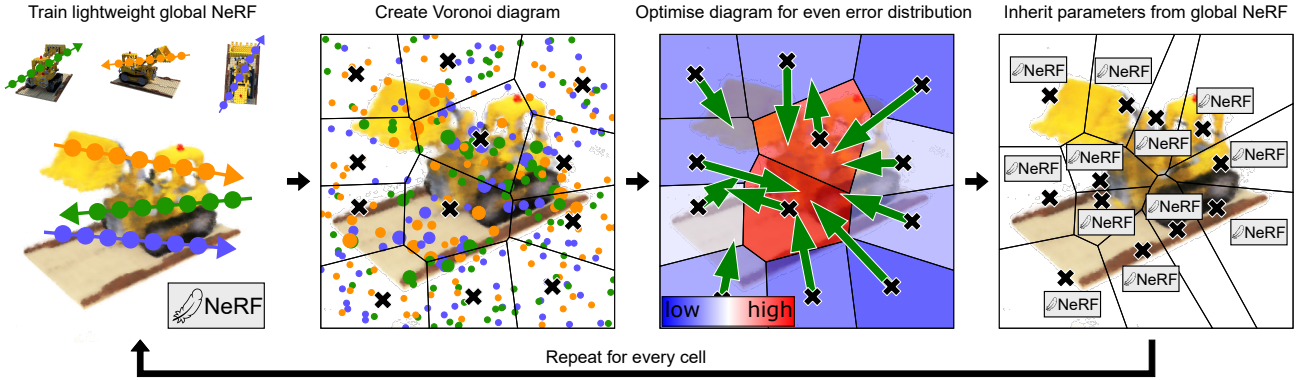 Train lightweight global NeRF
Create Voronoi diagram
Optimise diagram for even error distribution
Inherit parameters from global NeRF
NeRF
low
high
NeRF
NeRF
NeRF
NeRF
NeRF
NeRF
NeRF
NeRF
NeRF
NeRF
NeRF
NeRF
Repeat for every cell